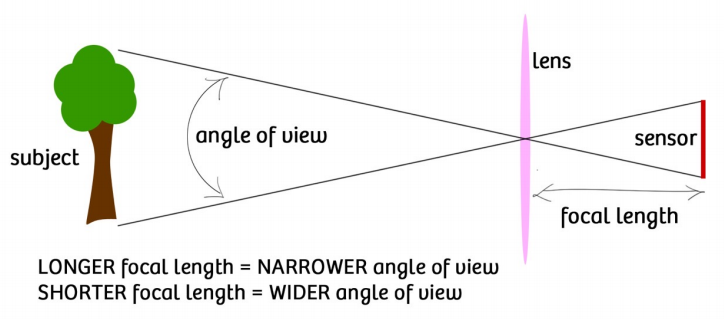 lens
angle of view
sensor
subject
focal length
LONGER focal length = NARROWER angle of view
SHORTER focal length = WIDER angle of view